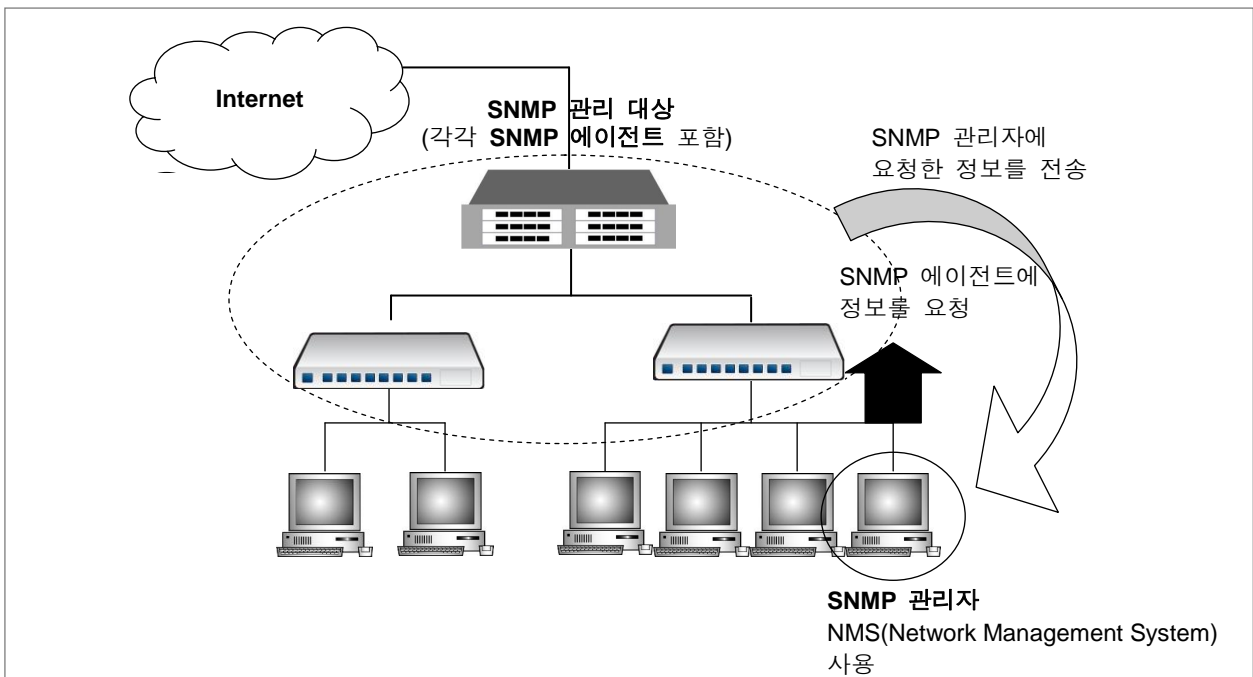 Internet
SNMP 관리 대상
(각각 SNMP 에이전트 포함)
SNMP 관리자에
요청한 정보를 전송
SNMP 에이전트에
정보를 요청
SNMP 관리자
NMS(Network Management System)
사용